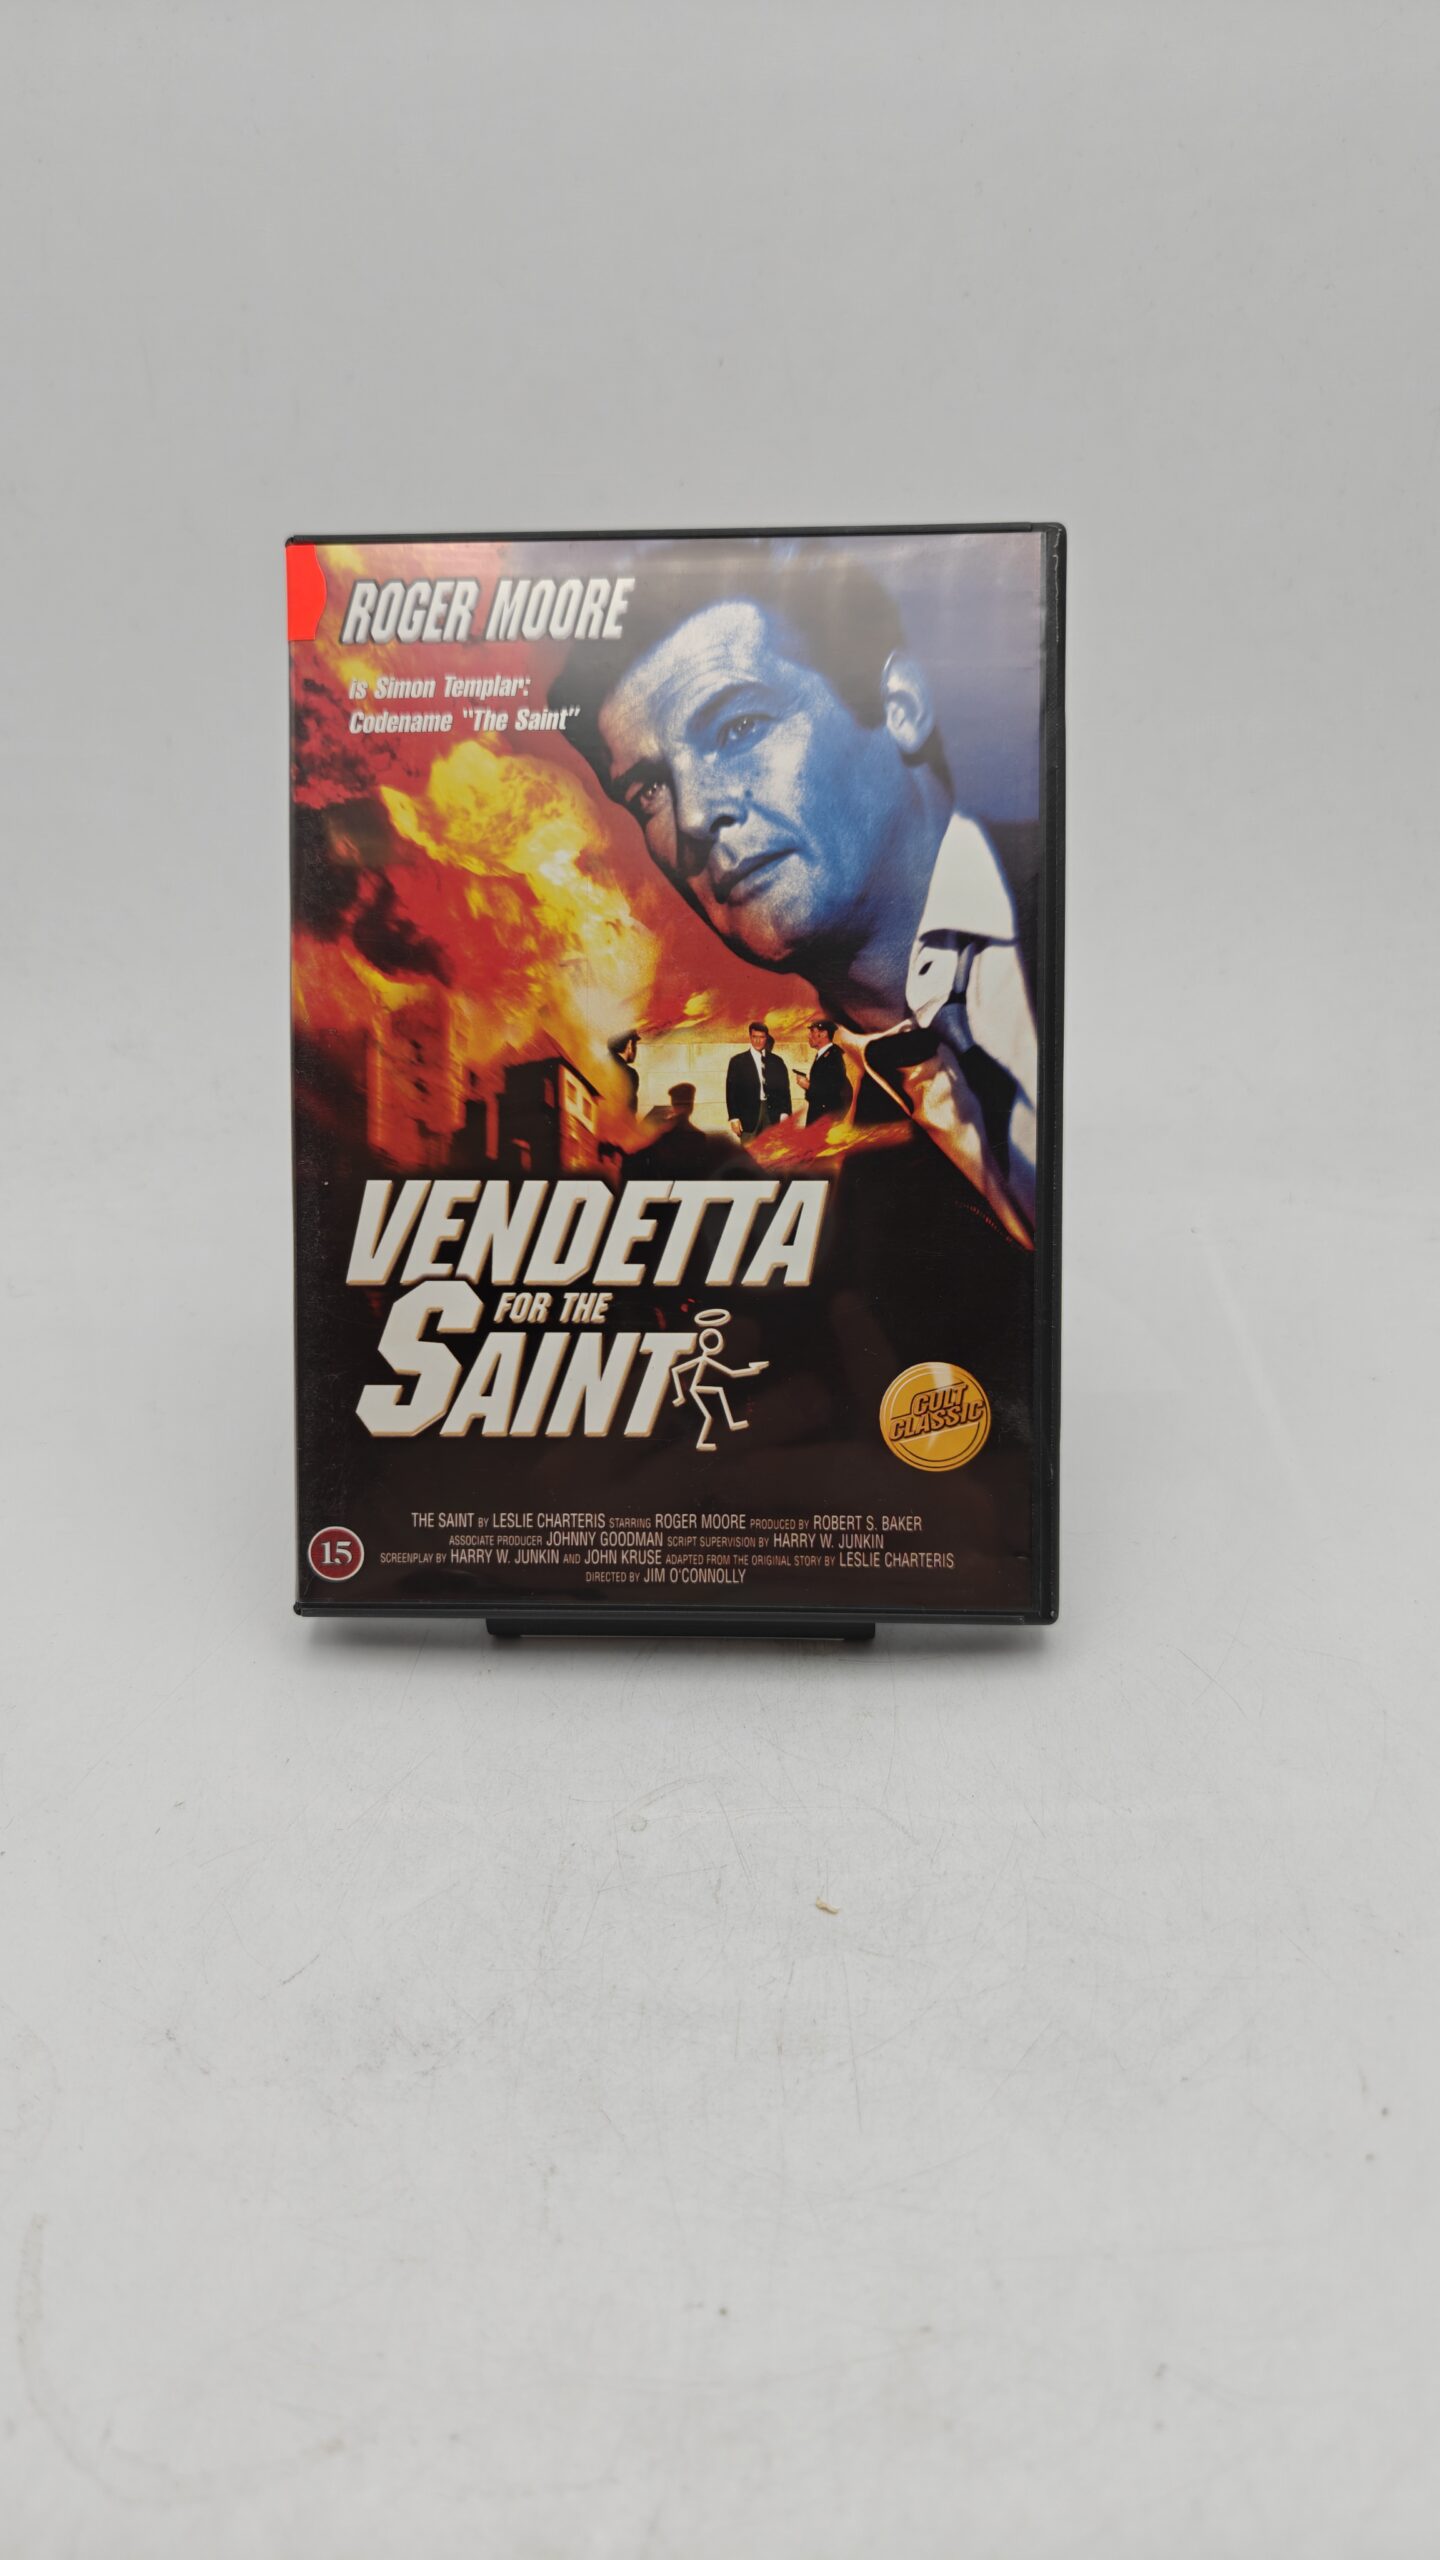 ROGER MOORE
is Simon Templar:
Codename "The Saint"
VENDETTA
FOR THE
SAINT
CULT
CLASSIC
THE SAINT BY LESLIE CHARTERIS STARRING ROGER MOORE PRODUCED BY ROBERT S. BAKER
ASSOCIATE PRODUCER JOHNNY GOODMAN SCRIPT SUPERVISION BY HARRY W. JUNKIN
SCREENPLAY BY HARRY W. JUNKIN AND JOHN KRUSE ADAPTED FROM THE ORIGINAL STORY BY LESLIE CHARTERIS
DIRECTED BY JIM O'CONNOLLY
15